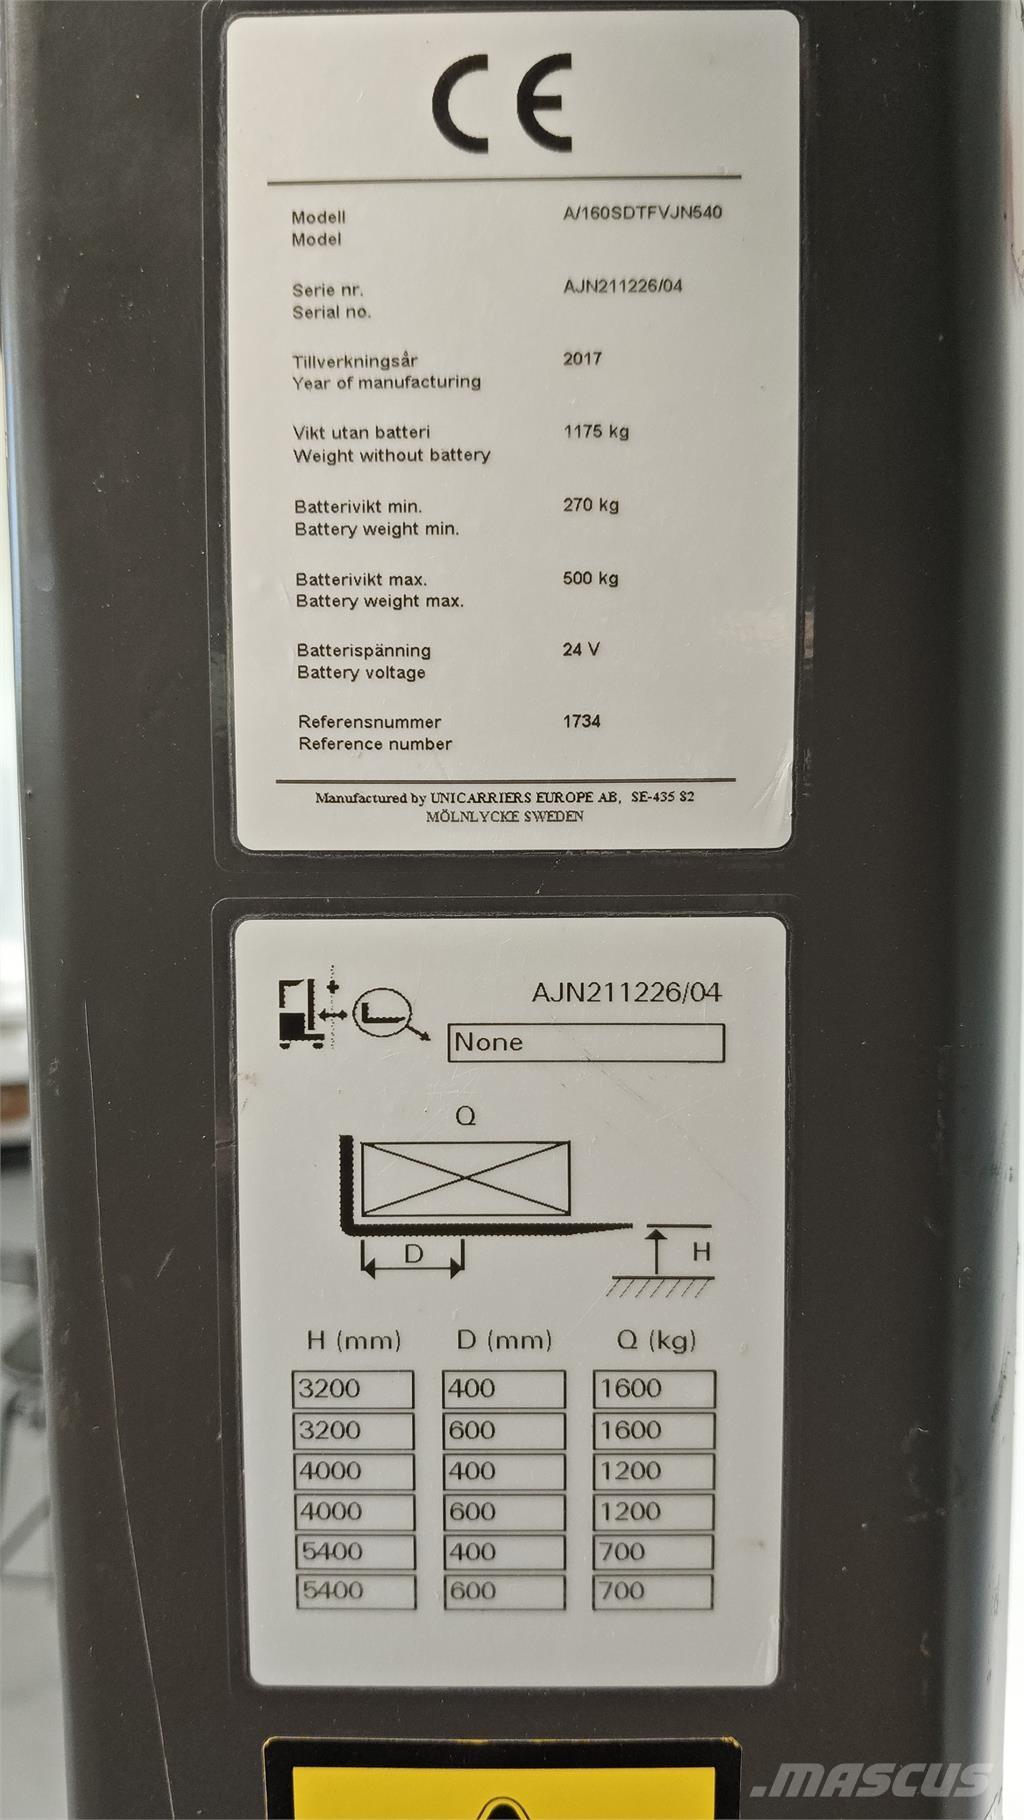 CE
Modell A/160SDTFVJN540
Model
Serie nr. AJN211226/04
Serial no.
Tillverkningsår 2017
Year of manufacturing
Vikt utan batteri 1175 kg
Weight without battery
Batterivikt min. 270 kg
Battery weight min.
Batterivikt max. 500 kg
Battery weight max.
Batterispänning 24 V
Battery voltage
Referensnummer 1734
Reference number
Manufactured by UNICARRIERS EUROPE AB, SE-435 82
MÖLNLYCKE SWEDEN
AJN211226/04
None
Q
D
H
H (mm) D (mm) Q (kg)
3200 400 1600
3200 600 1600
4000 400 1200
4000 600 1200
5400 400 700
5400 600 700
.MASCUS